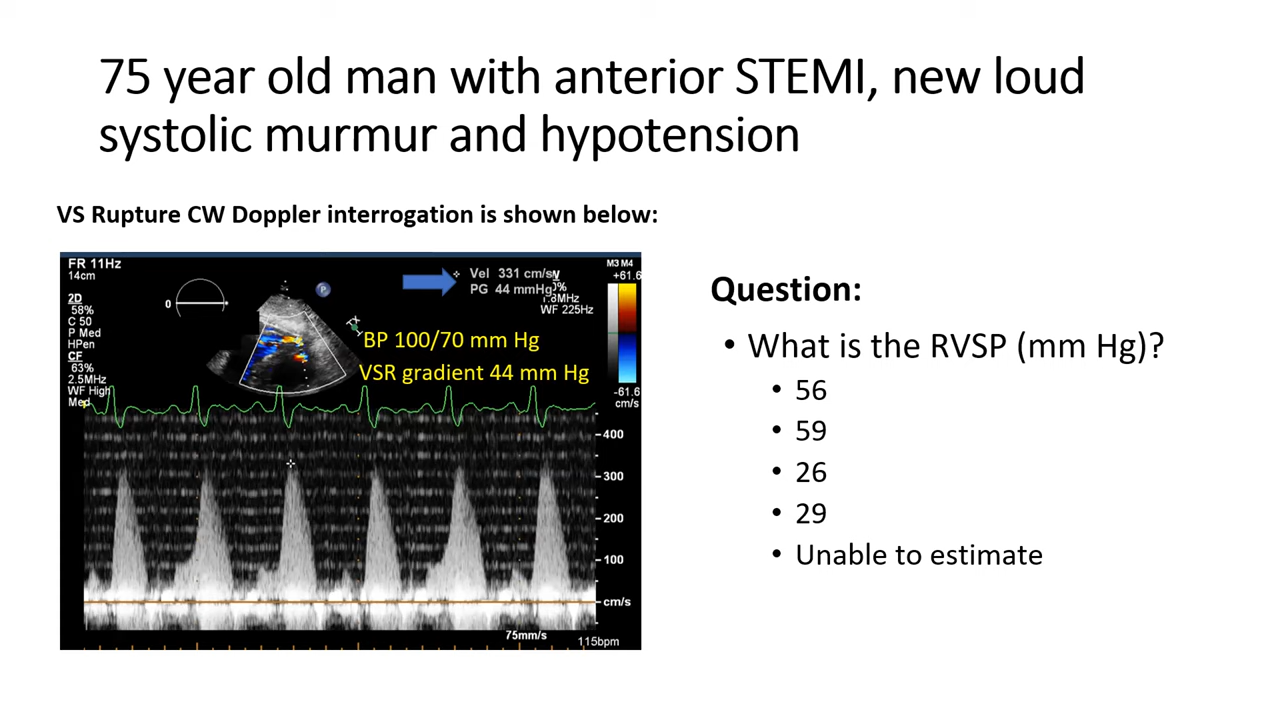 75 year old man with anterior STEMI, new loud
systolic murmur and hypotension
VS Rupture CW Doppler interrogation is shown below:
FR 11Hz
14cm
2D
58%
C 50
P Med
HPen
CF
63%
2.5MHz
WF High
Med
0
P
Vel 331 cm/s
PG 44 mmHg
0%
1.8MHz
WF 225Hz
M3 M4
+61.6
-61.6
cm/s
BP 100/70 mm Hg
VSR gradient 44 mm Hg
400
300
200
100
cm/s
75mm/s
115bpm
Question:
• What is the RVSP (mm Hg)?
• 56
• 59
• 26
• 29
• Unable to estimate